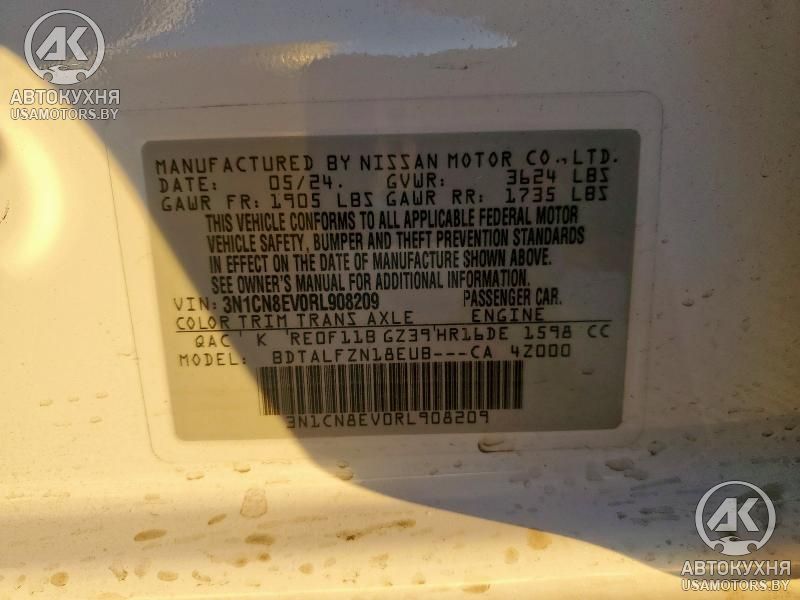 AK
АВТОКУХНЯ
USAMOTORS.BY
MANUFACTURED BY NISSAN MOTOR CO.,LTD.
DATE: 05/24. GVWR: 3624 LBS
GAWR FR: 1905 LBS GAWR RR: 1735 LBS
THIS VEHICLE CONFORMS TO ALL APPLICABLE FEDERAL MOTOR
VEHICLE SAFETY, BUMPER AND THEFT PREVENTION STANDARDS
IN EFFECT ON THE DATE OF MANUFACTURE SHOWN ABOVE.
SEE OWNER'S MANUAL FOR ADDITIONAL INFORMATION.
VIN: 3N1CN8EV0RL908209 PASSENGER CAR.
COLOR TRIM TRANS AXLE ENGINE
QAC K RE0F11B GZ39 HR16DE 1598 CC
MODEL: BDTALFZN18EUB---CA 4Z000
3N1CN8EV0RL908209
AK
АВТОКУХНЯ
USAMOTORS.BY